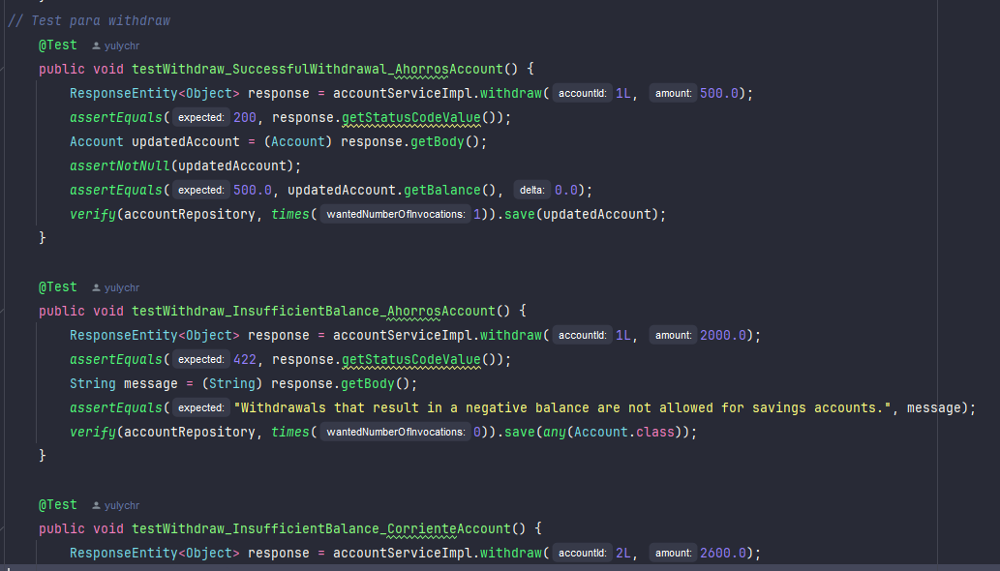 // Test para withdraw
@Test yulychr
public void testWithdraw_SuccessfulWithdrawal_AhorrosAccount() {
ResponseEntity<Object> response = accountServiceImpl.withdraw( accountId: 1L, amount: 500.0);
assertEquals( expected: 200, response.getStatusCodeValue());
Account updatedAccount = (Account) response.getBody();
assertNotNull(updatedAccount);
assertEquals( expected: 500.0, updatedAccount.getBalance(), delta: 0.0);
verify(accountRepository, times( wantedNumberOfInvocations: 1)).save(updatedAccount);
}
@Test yulychr
public void testWithdraw_InsufficientBalance_AhorrosAccount() {
ResponseEntity<Object> response = accountServiceImpl.withdraw( accountId: 1L, amount: 2000.0);
assertEquals( expected: 422, response.getStatusCodeValue());
String message = (String) response.getBody();
assertEquals( expected: "Withdrawals that result in a negative balance are not allowed for savings accounts.", message);
verify(accountRepository, times( wantedNumberOfInvocations: 0)).save(any(Account.class));
}
@Test yulychr
public void testWithdraw_InsufficientBalance_CorrienteAccount() {
ResponseEntity<Object> response = accountServiceImpl.withdraw( accountId: 2L, amount: 2600.0);